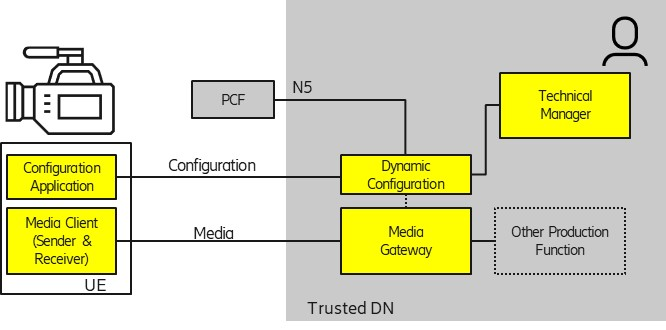 PCF
N5
Technical
Manager
Configuration
Application
Configuration
Dynamic
Configuration
Media Client
(Sender &
Receiver)
Media
Media
Gateway
Other Production
Function
UE
Trusted DN